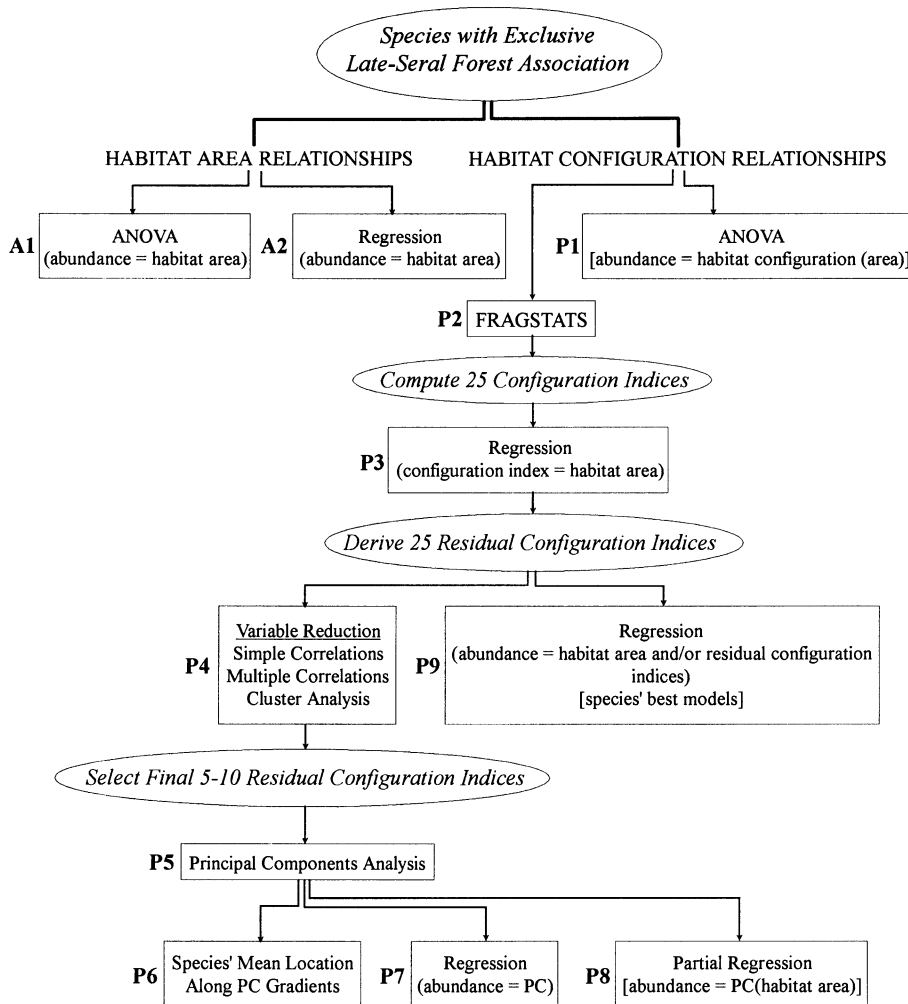 Species with Exclusive
Late-Seral Forest Association
HABITAT AREA RELATIONSHIPS
HABITAT CONFIGURATION RELATIONSHIPS
A1
ANOVA
(abundance = habitat area)
A2
Regression
(abundance = habitat area)
P1
ANOVA
[abundance = habitat configuration (area)]
P2
FRAGSTATS
Compute 25 Configuration Indices
P3
Regression
(configuration index = habitat area)
Derive 25 Residual Configuration Indices
P4
Variable Reduction
Simple Correlations
Multiple Correlations
Cluster Analysis
P9
Regression
(abundance = habitat area and/or residual configuration
indices)
[species' best models]
Select Final 5-10 Residual Configuration Indices
P5
Principal Components Analysis
P6
Species' Mean Location
Along PC Gradients
P7
Regression
(abundance = PC)
P8
Partial Regression
[abundance = PC(habitat area)]